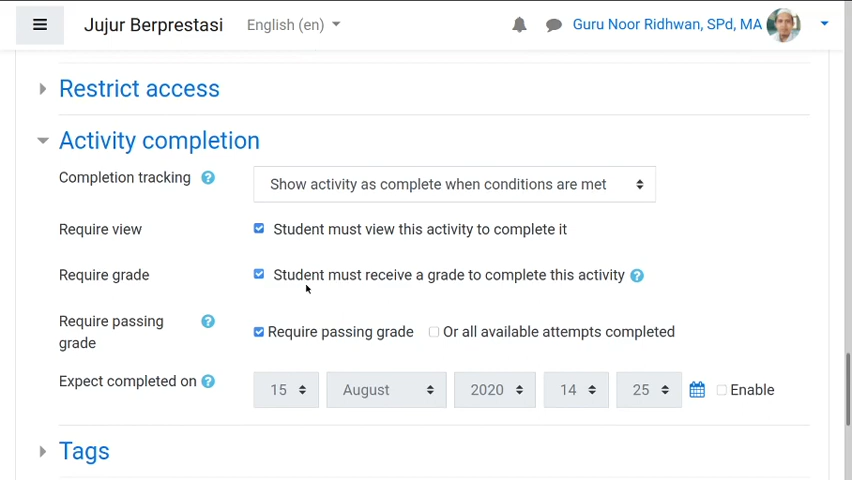 Jujur Berprestasi English (en) Guru Noor Ridhwan, SPd, MA
Restrict access
Activity completion
Completion tracking Show activity as complete when conditions are met
Require view Student must view this activity to complete it
Require grade Student must receive a grade to complete this activity
Require passing
grade
Require passing grade Or all available attempts completed
Expect completed on 15 August 2020 14 25 Enable
Tags